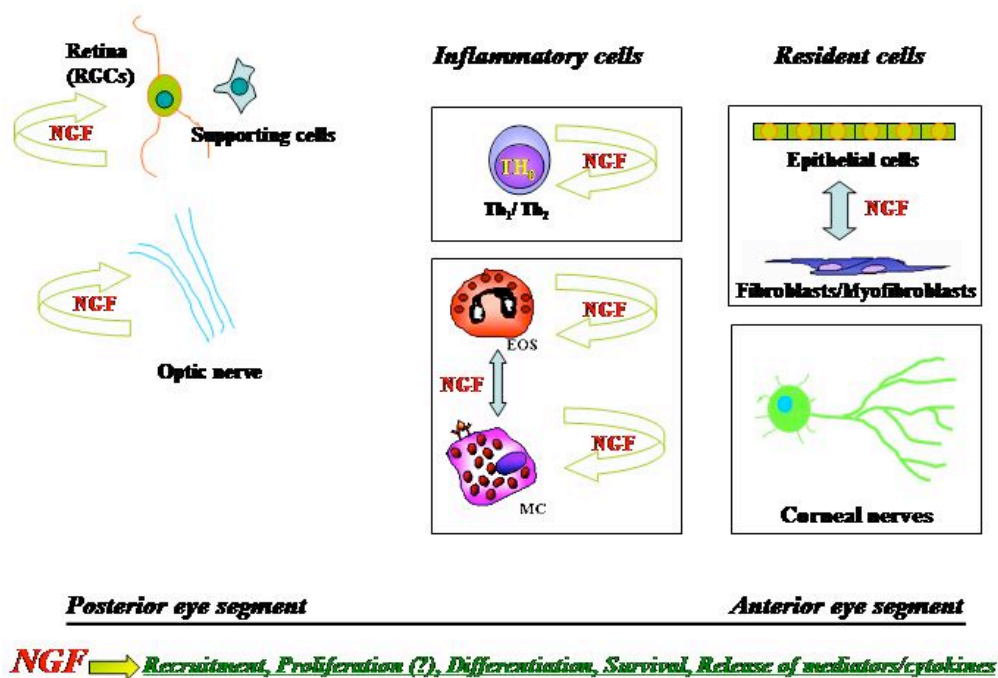 Retina
(RGCs)
NGF
Supporting cells
NGF
Optic nerve
Inflammatory cells
TH0
NGF
Th1/ Th2
NGF
EOS
NGF
NGF
MC
Resident cells
Epithelial cells
NGF
Fibroblasts/Myofibroblasts
Corneal nerves
Posterior eye segment
Anterior eye segment
NGF Recruitment, Proliferation (?), Differentiation, Survival, Release of mediators/cytokines